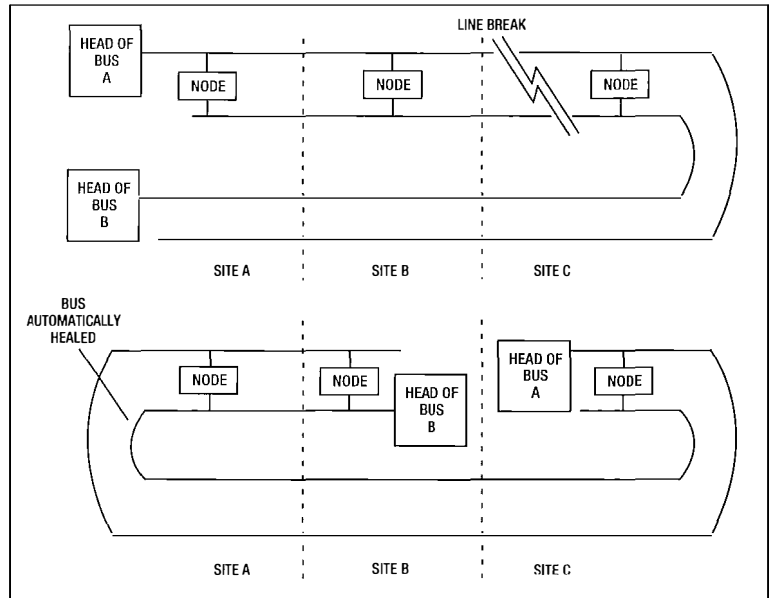 LINE BREAK
HEAD OF
BUS
A
NODE
NODE
NODE
HEAD OF
BUS
B
SITE A
SITE B
SITE C
BUS
AUTOMATICALLY
HEALED
NODE
NODE
HEAD OF
BUS
B
HEAD OF
BUS
A
NODE
SITE A
SITE B
SITE C